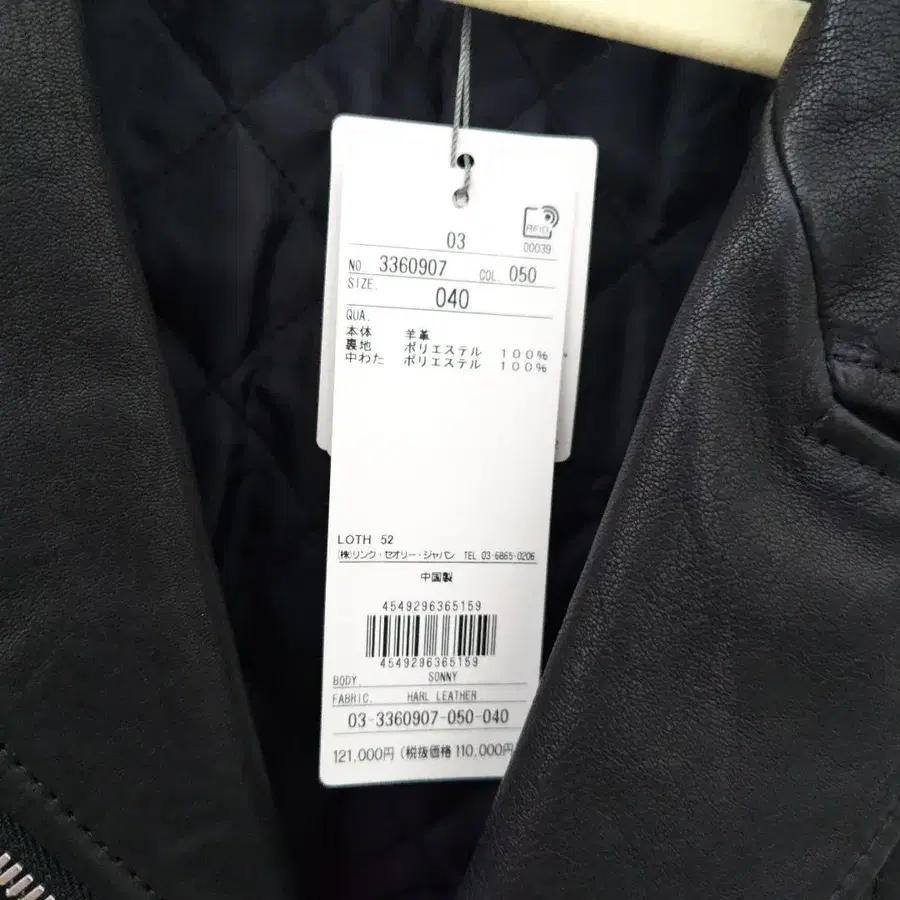 RFID
00039
03
NO. 3360907 COL. 050
SIZE.
040
QUA.
本体 羊革
裏地 ポリエステル 100%
中わた ポリエステル 100%
LOTH 52
(株)リンク・セオリー・ジャパン TEL 03-6865-0206
中国製
4549296365159
4549296365159
BODY. SONNY
FABRIC. HARL LEATHER
03-3360907-050-040
121,000円 (税抜価格 110,000円